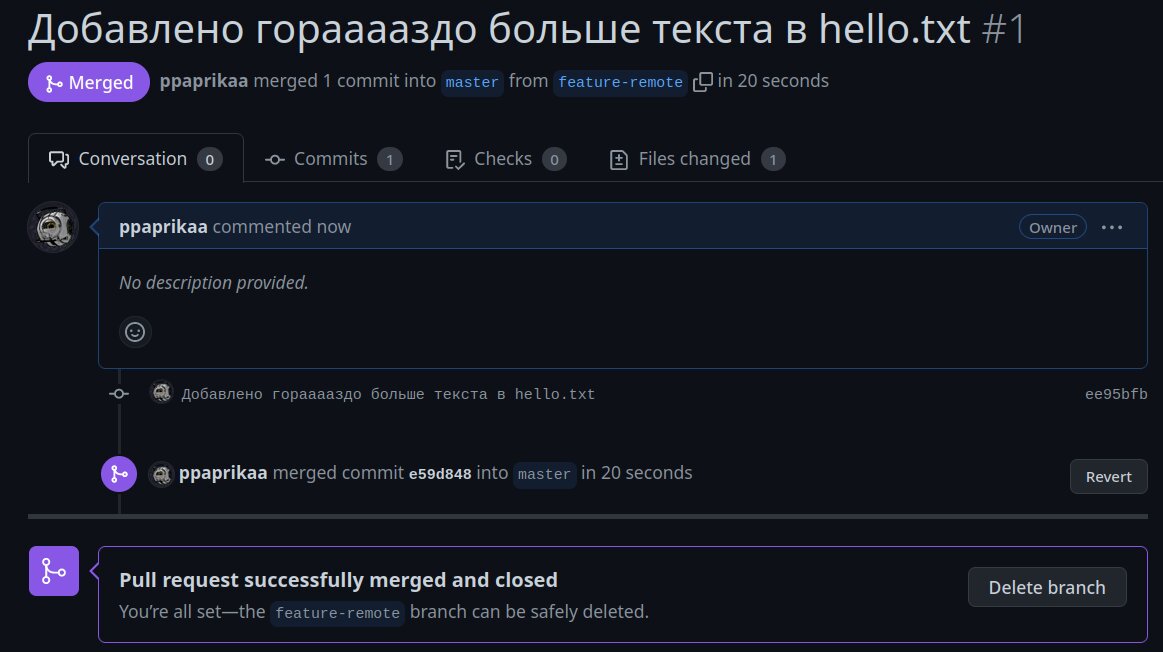 Добавлено горааааздо больше текста в hello.txt #1
Merged ppaprikaa merged 1 commit into master from feature-remote in 20 seconds
Conversation 0 Commits 1 Checks 0 Files changed 1
ppaprikaa commented now Owner
No description provided.
Добавлено горааааздо больше текста в hello.txt ee95bfb
ppaprikaa merged commit e59d848 into master in 20 seconds
Revert
Pull request successfully merged and closed
You’re all set—the feature-remote branch can be safely deleted.
Delete branch